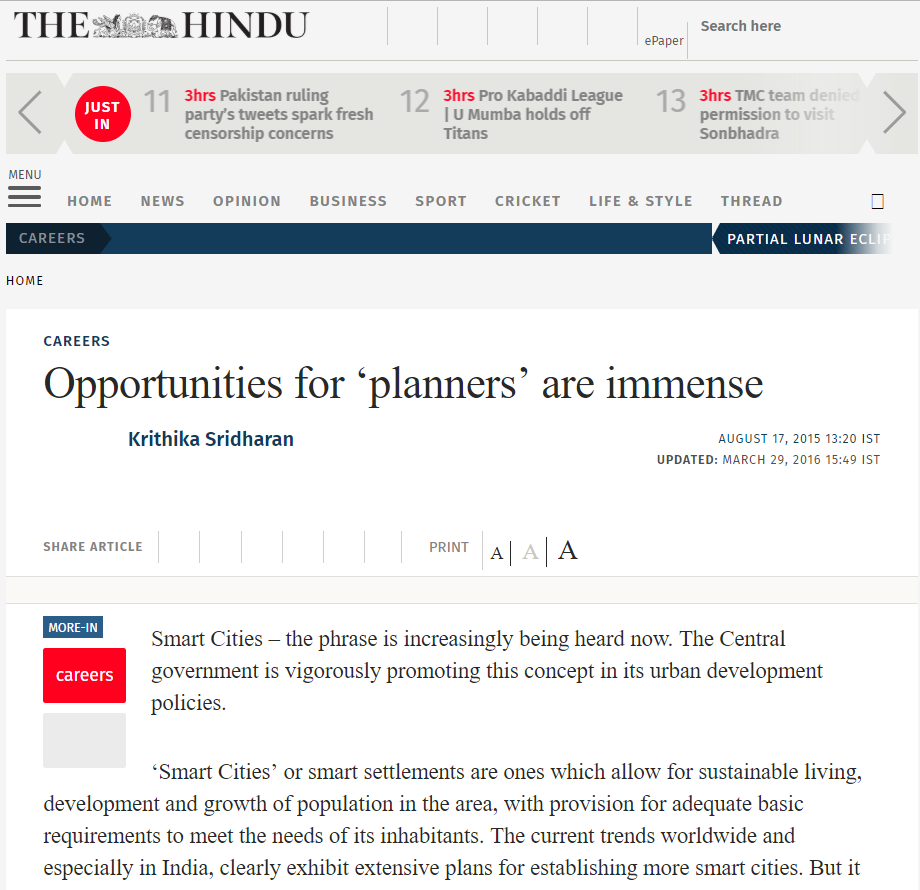 THE HINDU
ePaper
Search here
JUST IN
11 3hrs Pakistan ruling
party's tweets spark fresh
censorship concerns
12 3hrs Pro Kabaddi League
| U Mumba holds off
Titans
13 3hrs TMC team denied
permission to visit
Sonbhadra
MENU
HOME NEWS OPINION BUSINESS SPORT CRICKET LIFE & STYLE THREAD
CAREERS
PARTIAL LUNAR ECLIP
HOME
CAREERS
Opportunities for ‘planners’ are immense
Krithika Sridharan
AUGUST 17, 2015 13:20 IST
UPDATED: MARCH 29, 2016 15:49 IST
SHARE ARTICLE
PRINT
A | A | A
MORE-IN
careers
Smart Cities – the phrase is increasingly being heard now. The Central
government is vigorously promoting this concept in its urban development
policies.
‘Smart Cities’ or smart settlements are ones which allow for sustainable living,
development and growth of population in the area, with provision for adequate basic
requirements to meet the needs of its inhabitants. The current trends worldwide and
especially in India, clearly exhibit extensive plans for establishing more smart cities. But it